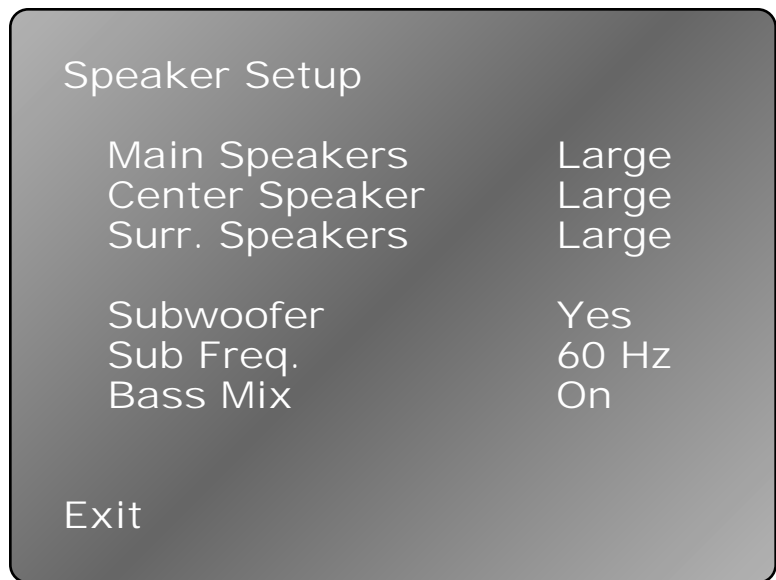 Speaker Setup
Main Speakers Large
Center Speaker Large
Surr. Speakers Large
Subwoofer Yes
Sub Freq. 60 Hz
Bass Mix On
Exit